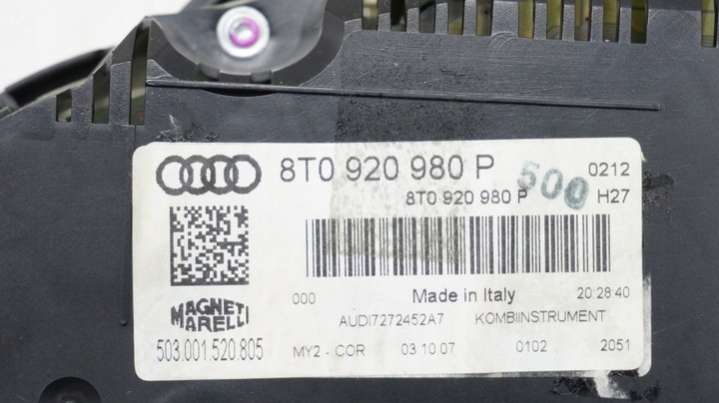 8T0 920 980 P 500 0212
8T0 920 980 P H27
000 Made in Italy 20:28:40
MAGNETI AUDI7272452A7 KOMBIINSTRUMENT
MARELLI
503.001.520.805 MY2 - COR 03.10.07 0102 2051